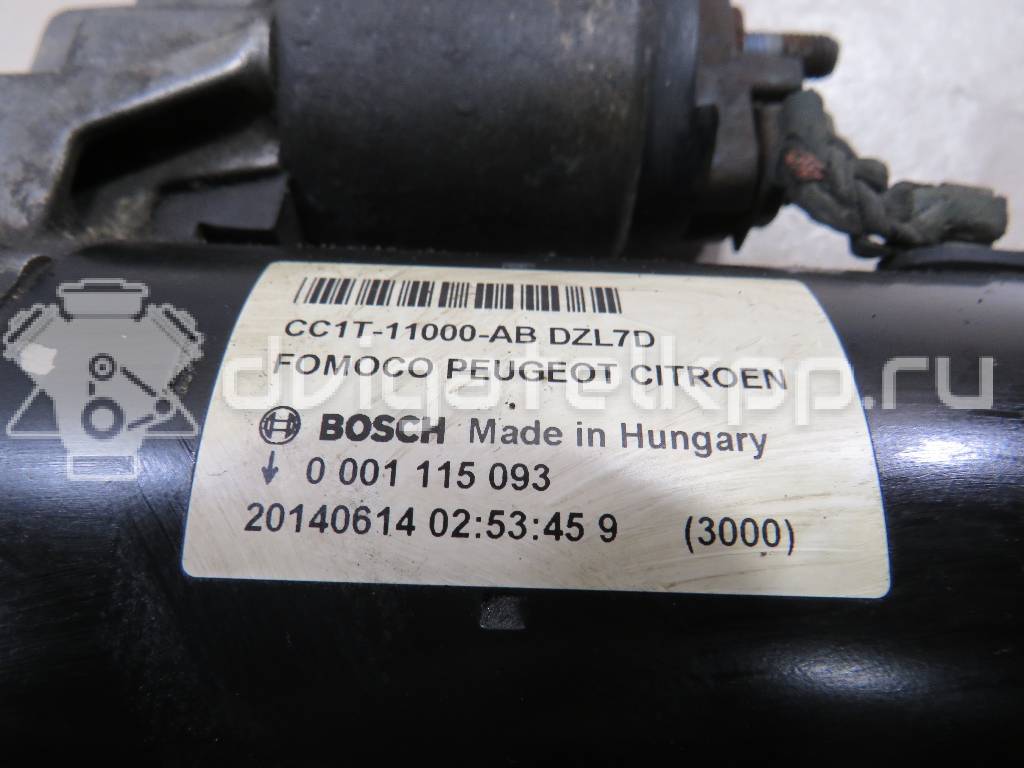 CC1T-11000-AB DZL7D
FOMOCO PEUGEOT CITROEN
BOSCH Made in Hungary
0 001 115 093
20140614 02:53:45 9 (3000)
dvigatelkpp.ru